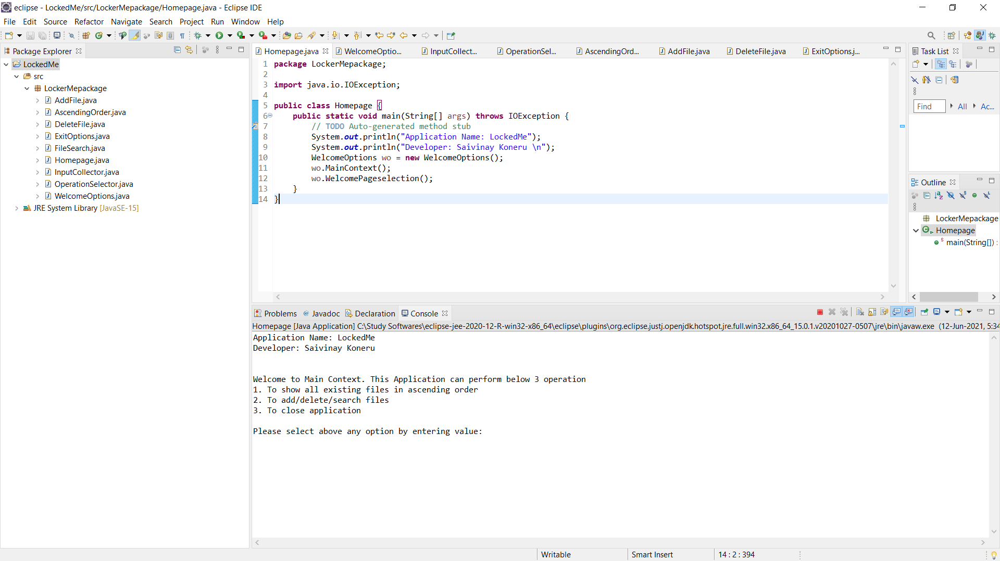 eclipse - LockedMe/src/LockerMepackage/Homepage.java - Eclipse IDE
File Edit Source Refactor Navigate Search Project Run Window Help
Package Explorer
LockedMe
src
LockerMepackage
AddFile.java
AscendingOrder.java
DeleteFile.java
ExitOptions.java
FileSearch.java
Homepage.java
InputCollector.java
OperationSelector.java
WelcomeOptions.java
JRE System Library [JavaSE-15]
Homepage.java WelcomeOptio... InputCollect... OperationSel... AscendingOrd... AddFile.java DeleteFile.java ExitOptions.j...
1 package LockerMepackage;
2
3 import java.io.IOException;
4
5 public class Homepage {
6 public static void main(String[] args) throws IOException {
7 // TODO Auto-generated method stub
8 System.out.println("Application Name: LockedMe");
9 System.out.println("Developer: Saivinay Koneru \n");
10 WelcomeOptions wo = new WelcomeOptions();
11 wo.MainContext();
12 wo.WelcomePageselection();
13 }
14 }
Task List
Find All Ac...
Outline
LockerMepackage
Homepage
main(String[]) :
Problems @ Javadoc Declaration Console
Homepage [Java Application] C:\Study Softwares\eclipse-jee-2020-12-R-win32-x86_64\eclipse\plugins\org.eclipse.justj.openjdk.hotspot.jre.full.win32.x86_64_15.0.1.v20201027-0507\jre\bin\javaw.exe (12-Jun-2021, 5:34
Application Name: LockedMe
Developer: Saivinay Koneru
Welcome to Main Context. This Application can perform below 3 operation
1. To show all existing files in ascending order
2. To add/delete/search files
3. To close application
Please select above any option by entering value:
Writable Smart Insert 14 : 2 : 394